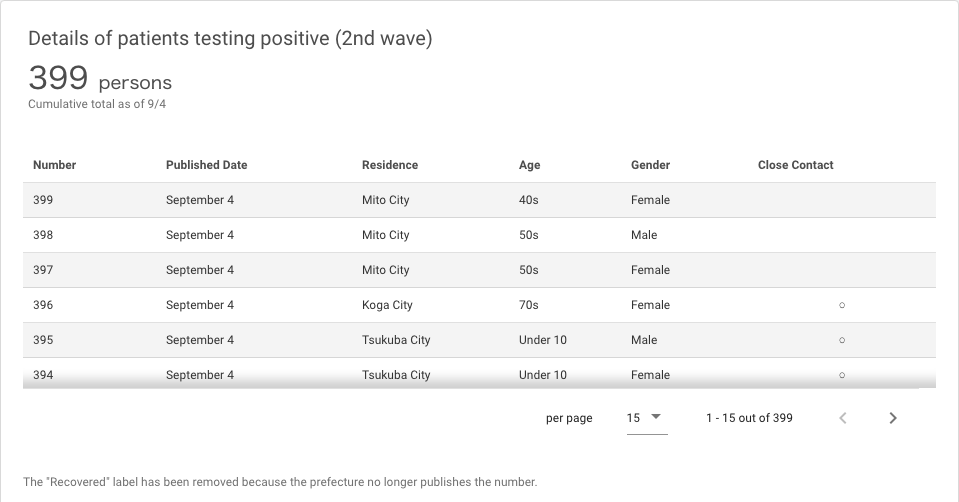 Details of patients testing positive (2nd wave)
399 persons
Cumulative total as of 9/4
Number Published Date Residence Age Gender Close Contact
399 September 4 Mito City 40s Female
398 September 4 Mito City 50s Male
397 September 4 Mito City 50s Female
396 September 4 Koga City 70s Female ○
395 September 4 Tsukuba City Under 10 Male ○
394 September 4 Tsukuba City Under 10 Female ○
per page 15 1 - 15 out of 399
The "Recovered" label has been removed because the prefecture no longer publishes the number.